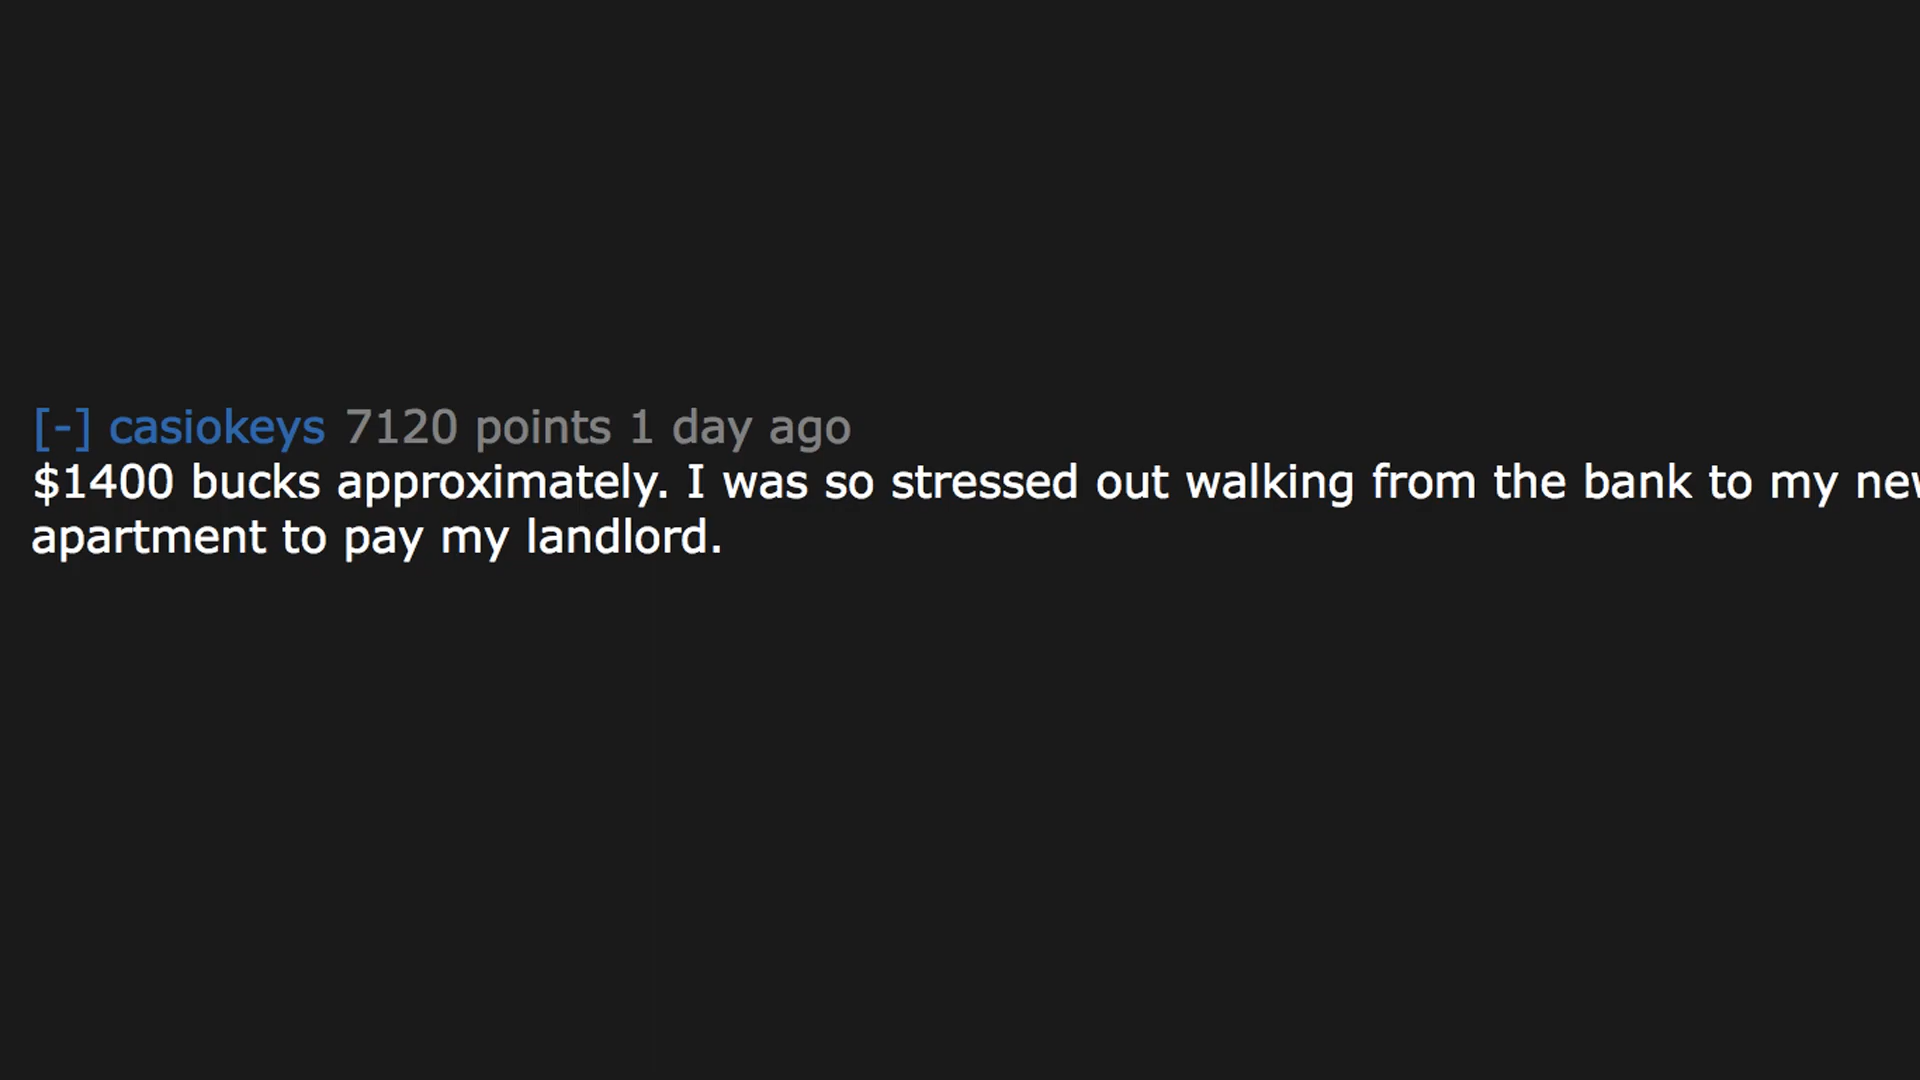 [-] casiokeys 7120 points 1 day ago
$1400 bucks approximately. I was so stressed out walking from the bank to my new
apartment to pay my landlord.